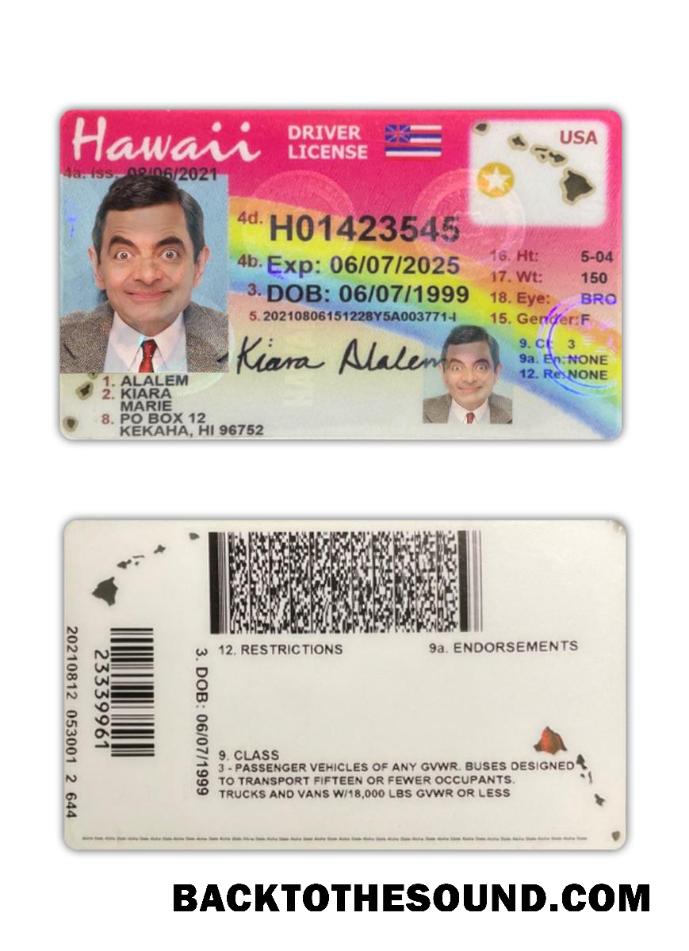 Hawaii
DRIVER
LICENSE
USA
4a. Iss. 08/06/2021
4d. H01423545
4b. Exp: 06/07/2025
3. DOB: 06/07/1999
5. 20210806151228Y5A003771-I
16. Ht: 5-04
17. Wt: 150
18. Eye: BRO
15. Gender: F
9. Cl: 3
9a. En: NONE
12. Re: NONE
Kiara Alalem
1. ALALEM
2. KIARA
MARIE
8. PO BOX 12
KEKAHA, HI 96752
20210812 053001 2 644
23339961
3. DOB: 06/07/1999
12. RESTRICTIONS
9a. ENDORSEMENTS
9. CLASS
3 - PASSENGER VEHICLES OF ANY GVWR. BUSES DESIGNED
TO TRANSPORT FIFTEEN OR FEWER OCCUPANTS.
TRUCKS AND VANS W/18,000 LBS GVWR OR LESS
BACKTOTHESOUND.COM